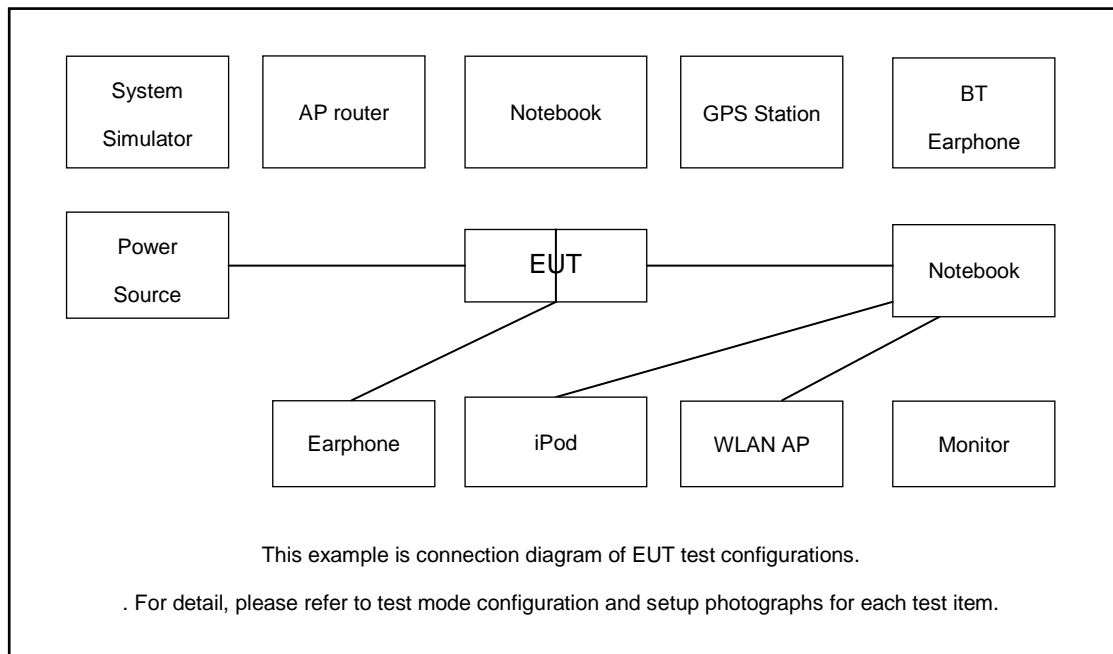 System
Simulator
AP router
Notebook
GPS Station
BT
Earphone
Power
Source
EUT
Notebook
Earphone
iPod
WLAN AP
Monitor
This example is connection diagram of EUT test configurations.
. For detail, please refer to test mode configuration and setup photographs for each test item.